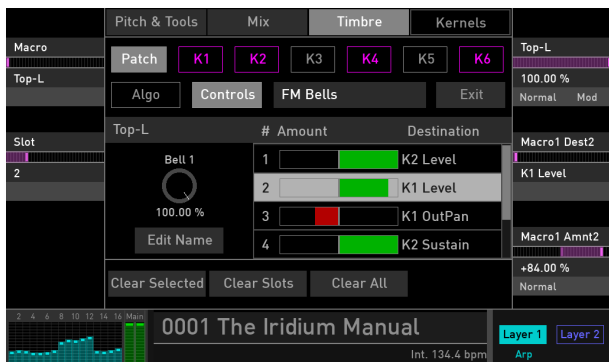 Pitch & Tools Mix Timbre Kernels
Macro
Top-L
Patch K1 K2 K3 K4 K5 K6
Top-L
100.00 %
Normal Mod
Algo Controls FM Bells Exit
Top-L # Amount Destination
Slot
2
Bell 1
100.00 %
Edit Name
1 K2 Level
2 K1 Level
3 K1 OutPan
4 K2 Sustain
Macro1 Dest2
K1 Level
Macro1 Amnt2
+84.00 %
Normal
Clear Selected Clear Slots Clear All
2 4 6 8 10 12 14 16 Main
0001 The Iridium Manual
Int. 134.4 bpm
Layer 1 Layer 2
Arp